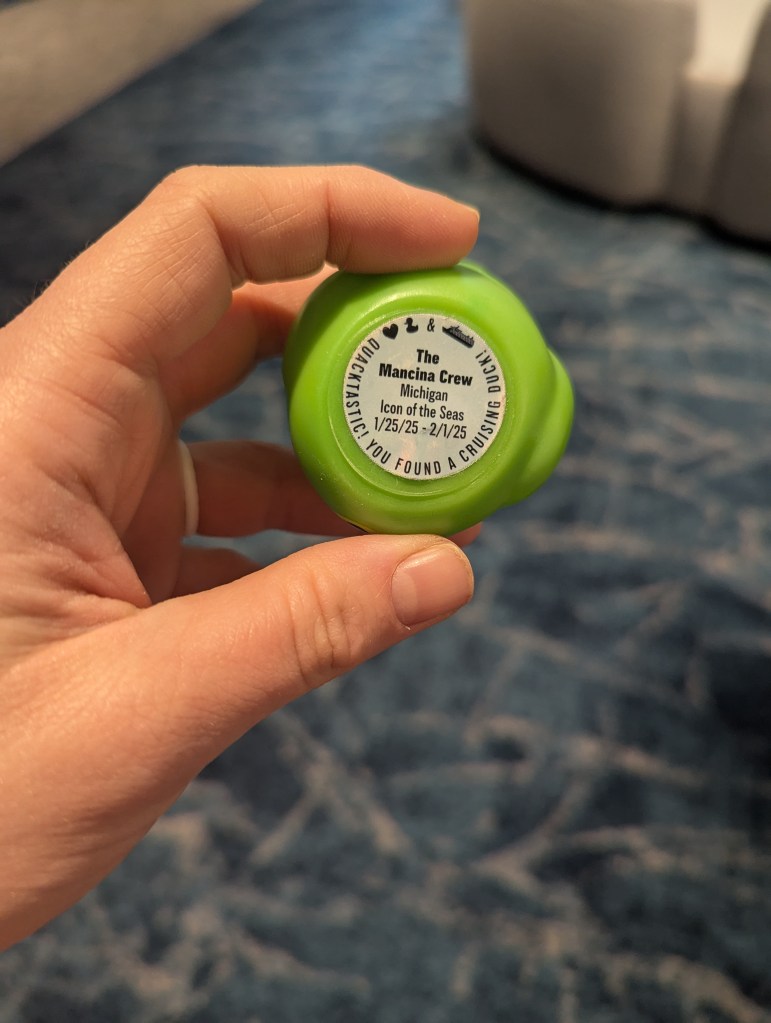 &
The
Mancina Crew
Michigan
Icon of the Seas
1/25/25 - 2/1/25
QUACKTASTIC! YOU FOUND A CRUISING DUCK!